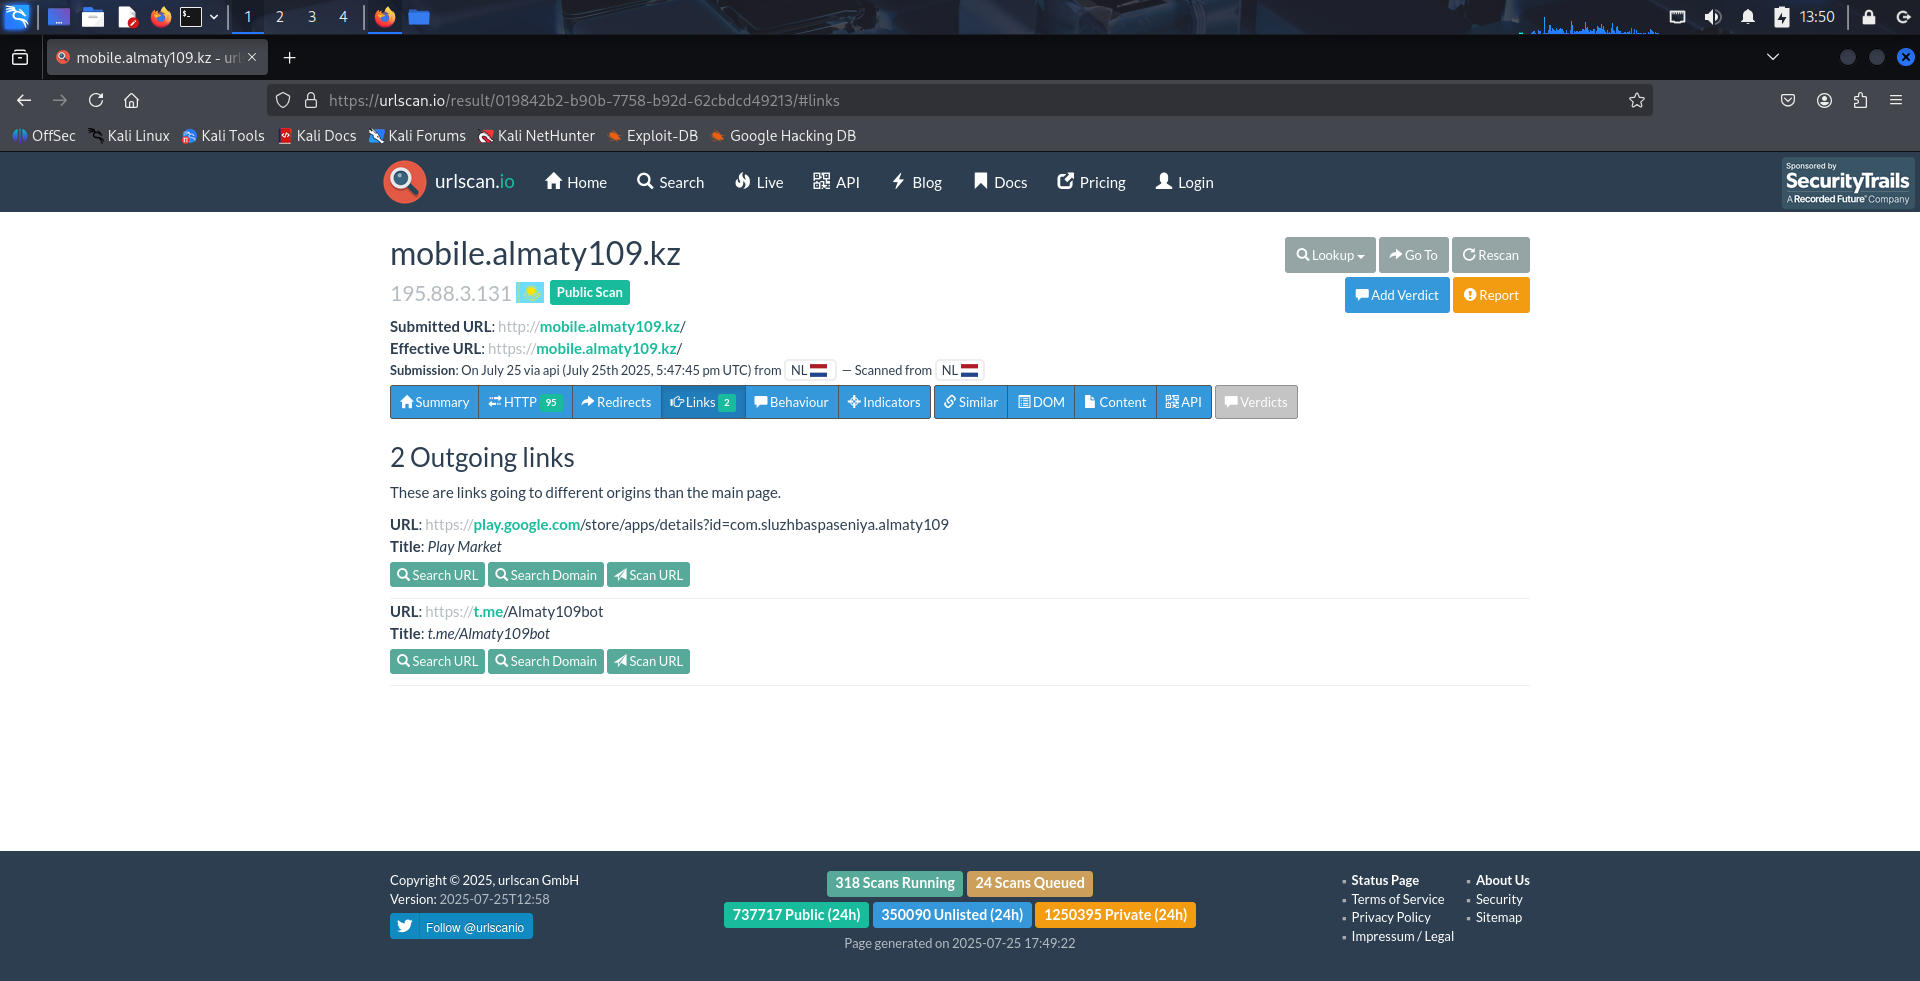 1 2 3 4 13:50
mobile.almaty109.kz - url
https://urlscan.io/result/019842b2-b90b-7758-b92d-62cbdcd49213/#links
OffSec Kali Linux Kali Tools Kali Docs Kali Forums Kali NetHunter Exploit-DB Google Hacking DB
urlscan.io Home Search Live API Blog Docs Pricing Login
Sponsored by
SecurityTrails
A Recorded Future® Company
mobile.almaty109.kz
Lookup Go To Rescan
195.88.3.131 Public Scan
Add Verdict Report
Submitted URL: http://mobile.almaty109.kz/
Effective URL: https://mobile.almaty109.kz/
Submission: On July 25 via api (July 25th 2025, 5:47:45 pm UTC) from NL — Scanned from NL
Summary HTTP 95 Redirects Links 2 Behaviour Indicators Similar DOM Content API Verdicts
2 Outgoing links
These are links going to different origins than the main page.
URL: https://play.google.com/store/apps/details?id=com.sluzhbaspaseniya.almaty109
Title: Play Market
Search URL Search Domain Scan URL
URL: https://t.me/Almaty109bot
Title: t.me/Almaty109bot
Search URL Search Domain Scan URL
Copyright © 2025, urlscan GmbH
Version: 2025-07-25T12:58
Follow @urlscanio
318 Scans Running 24 Scans Queued
737717 Public (24h) 350090 Unlisted (24h) 1250395 Private (24h)
Page generated on 2025-07-25 17:49:22
Status Page
Terms of Service
Privacy Policy
Impressum / Legal
About Us
Security
Sitemap